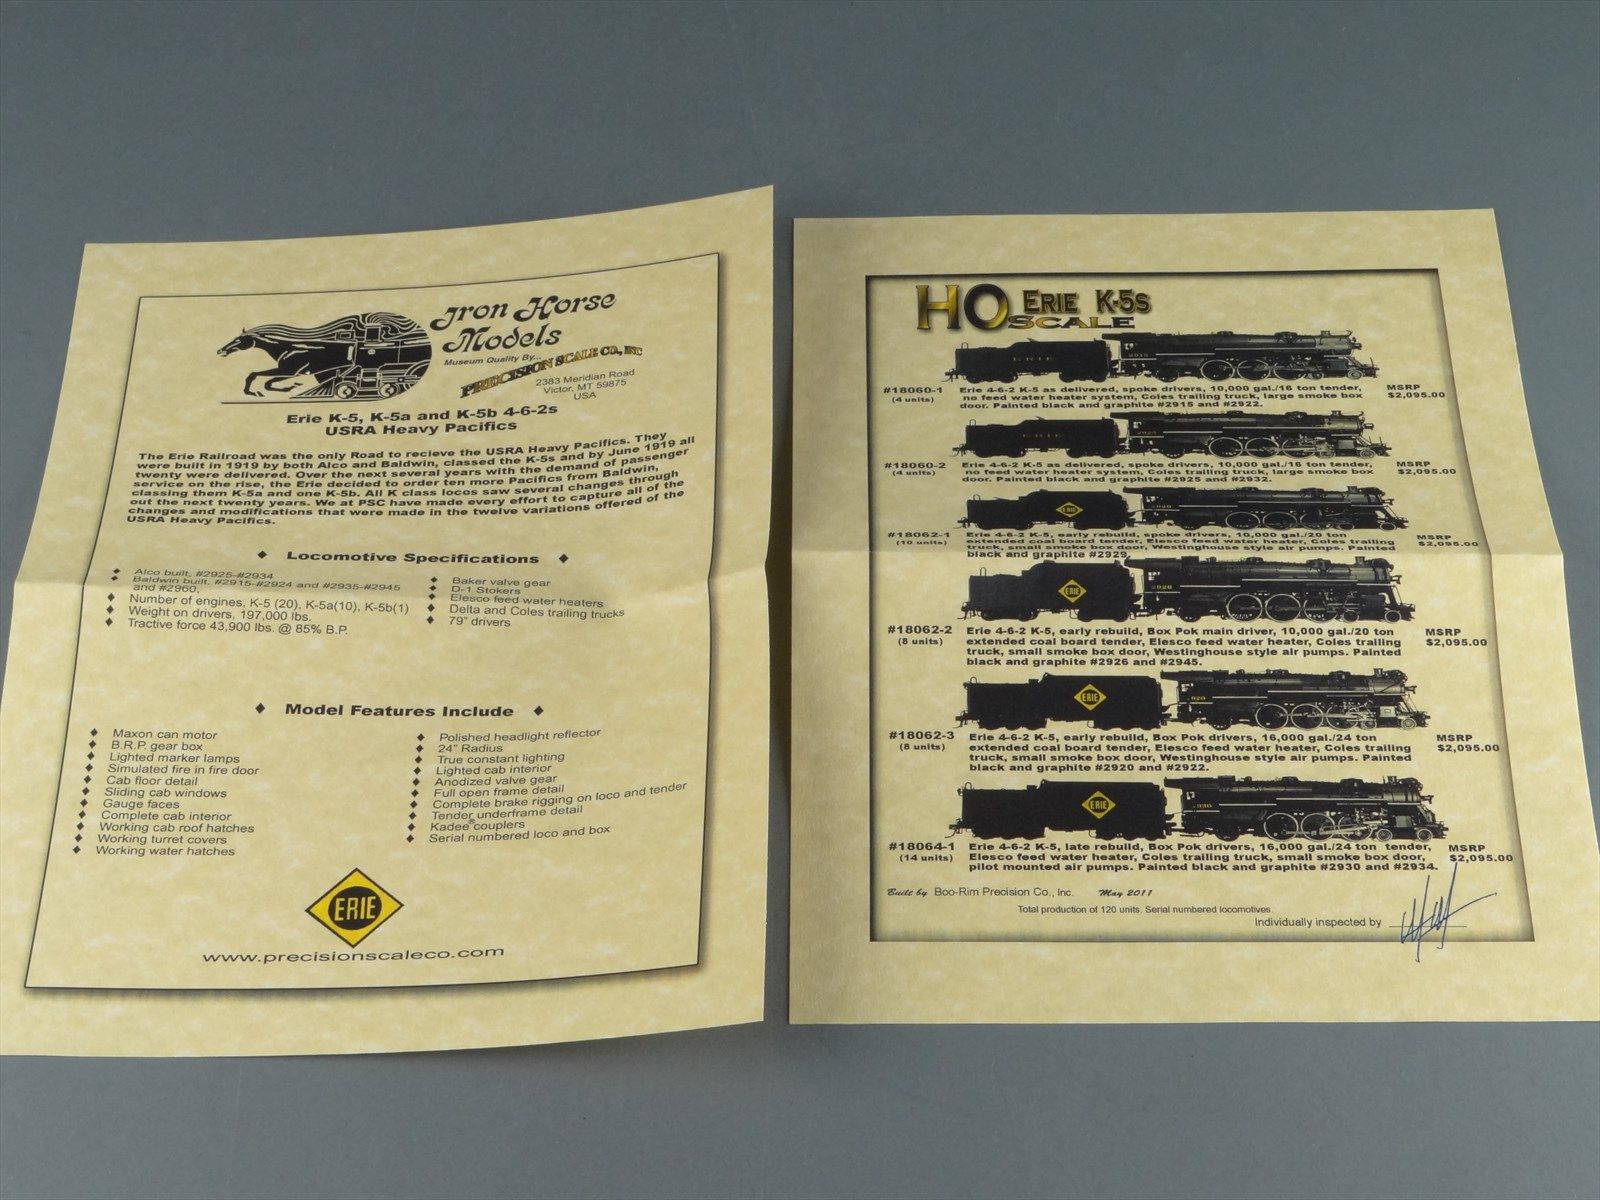 Iron Horse
Models
Museum Quality By...
PRECISION SCALE CO., INC
2383 Meridian Road
Victor, MT 59875
USA
Erie K-5, K-5a and K-5b 4-6-2s
USRA Heavy Pacifics
The Erie Railroad was the only Road to recieve the USRA Heavy Pacifics. They
were built in 1919 by both Alco and Baldwin, classed the K-5s and by June 1919 all
twenty were delivered. Over the next several years with the demand of passenger
service on the rise, the Erie decided to order ten more Pacifics from Baldwin,
classing them K-5a and one K-5b. All K class locos saw several changes through
out the next twenty years. We at PSC have made every effort to capture all of the
changes and modifications that were made in the twelve variations offered of the
USRA Heavy Pacifics.
Locomotive Specifications
Alco built, #2925-#2934
Baldwin built, #2915-#2924 and #2935-#2945
and #2960,
Number of engines, K-5 (20), K-5a(10), K-5b(1)
Weight on drivers, 197,000 lbs.
Tractive force 43,900 lbs. @ 85% B.P.
Baker valve gear
D-1 Stokers
Elesco feed water heaters
Delta and Coles trailing trucks
79" drivers
Model Features Include
Maxon can motor
B.R.P. gear box
Lighted marker lamps
Simulated fire in fire door
Cab floor detail
Sliding cab windows
Gauge faces
Complete cab interior
Working cab roof hatches
Working turret covers
Working water hatches
Polished headlight reflector
24" Radius
True constant lighting
Lighted cab interior
Anodized valve gear
Full open frame detail
Complete brake rigging on loco and tender
Tender underframe detail
Kadee® couplers
Serial numbered loco and box
ERIE
www.precisionscaleco.com
HO ERIE K-5s
SCALE
ERIE 2915
#18060-1 Erie 4-6-2 K-5 as delivered, spoke drivers, 10,000 gal./16 ton tender, MSRP
(4 units) no feed water heater system, Coles trailing truck, large smoke box $2,095.00
door. Painted black and graphite #2915 and #2922.
ERIE 2925
#18060-2 Erie 4-6-2 K-5 as delivered, spoke drivers, 10,000 gal./16 ton tender, MSRP
(4 units) no feed water heater system, Coles trailing truck, large smoke box $2,095.00
door. Painted black and graphite #2925 and #2932.
ERIE 2929
#18062-1 Erie 4-6-2 K-5, early rebuild, spoke drivers, 10,000 gal./20 ton MSRP
(10 units) extended coal board tender, Elesco feed water heater, Coles trailing $2,095.00
truck, small smoke box door, Westinghouse style air pumps. Painted
black and graphite #2929.
ERIE 2926
#18062-2 Erie 4-6-2 K-5, early rebuild, Box Pok main driver, 10,000 gal./20 ton MSRP
(8 units) extended coal board tender, Elesco feed water heater, Coles trailing $2,095.00
truck, small smoke box door, Westinghouse style air pumps. Painted
black and graphite #2926 and #2945.
ERIE 920
#18062-3 Erie 4-6-2 K-5, early rebuild, Box Pok drivers, 16,000 gal./24 ton MSRP
(8 units) extended coal board tender, Elesco feed water heater, Coles trailing $2,095.00
truck, small smoke box door, Westinghouse style air pumps. Painted
black and graphite #2920 and #2922.
ERIE 930
#18064-1 Erie 4-6-2 K-5, late rebuild, Box Pok drivers, 16,000 gal./24 ton tender, MSRP
(14 units) Elesco feed water heater, Coles trailing truck, small smoke box door, $2,095.00
pilot mounted air pumps. Painted black and graphite #2930 and #2934.
Built by Boo-Rim Precision Co., Inc. May 2011
Total production of 120 units. Serial numbered locomotives
Individually inspected by